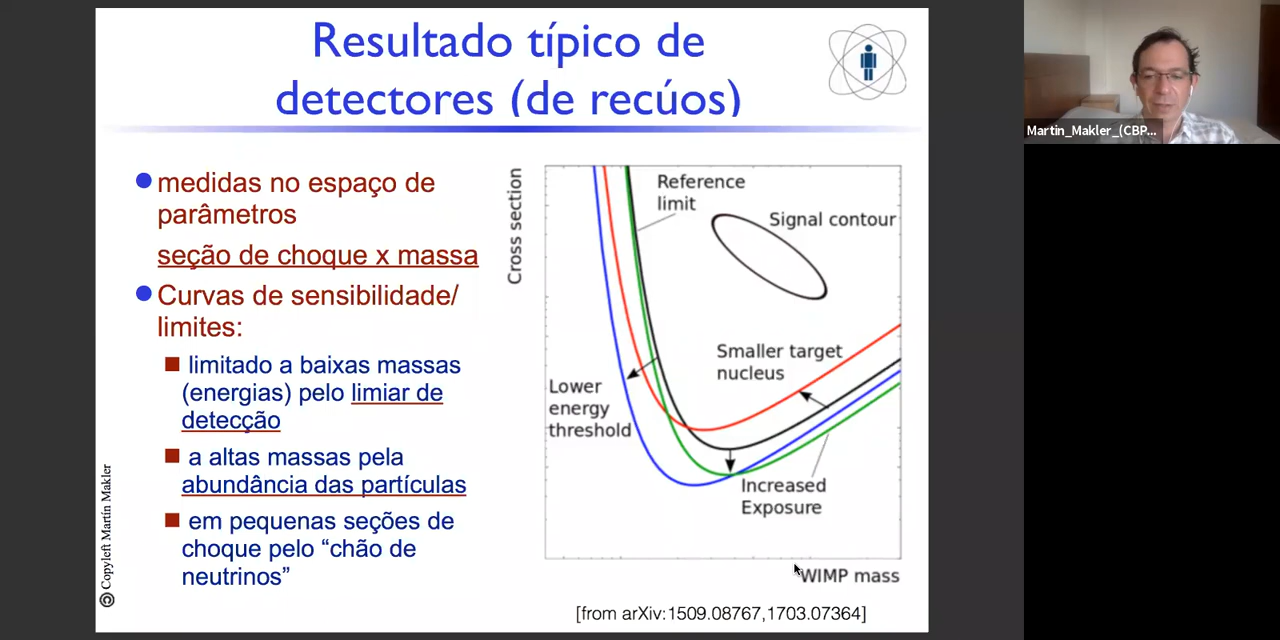 Resultado típico de
detectores (de recúos)
Martin_Makler_(CBP...
medidas no espaço de
parâmetros
seção de choque x massa
Curvas de sensibilidade/
limites:
limitado a baixas massas
(energias) pelo limiar de
detecção
a altas massas pela
abundância das partículas
em pequenas seções de
choque pelo “chão de
neutrinos”
© Copyleft Martín Makler
Cross section
Reference
limit
Signal contour
Smaller target
nucleus
Lower
energy
threshold
Increased
Exposure
WIMP mass
[from arXiv:1509.08767,1703.07364]